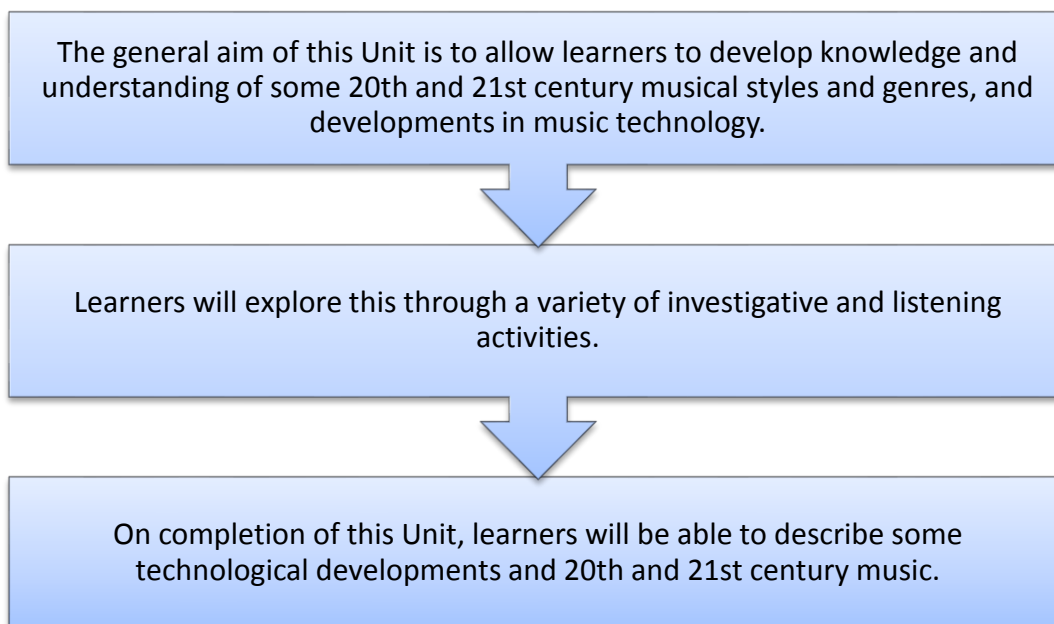 The general aim of this Unit is to allow learners to develop knowledge and
understanding of some 20th and 21st century musical styles and genres, and
developments in music technology.
Learners will explore this through a variety of investigative and listening
activities.
On completion of this Unit, learners will be able to describe some
technological developments and 20th and 21st century music.